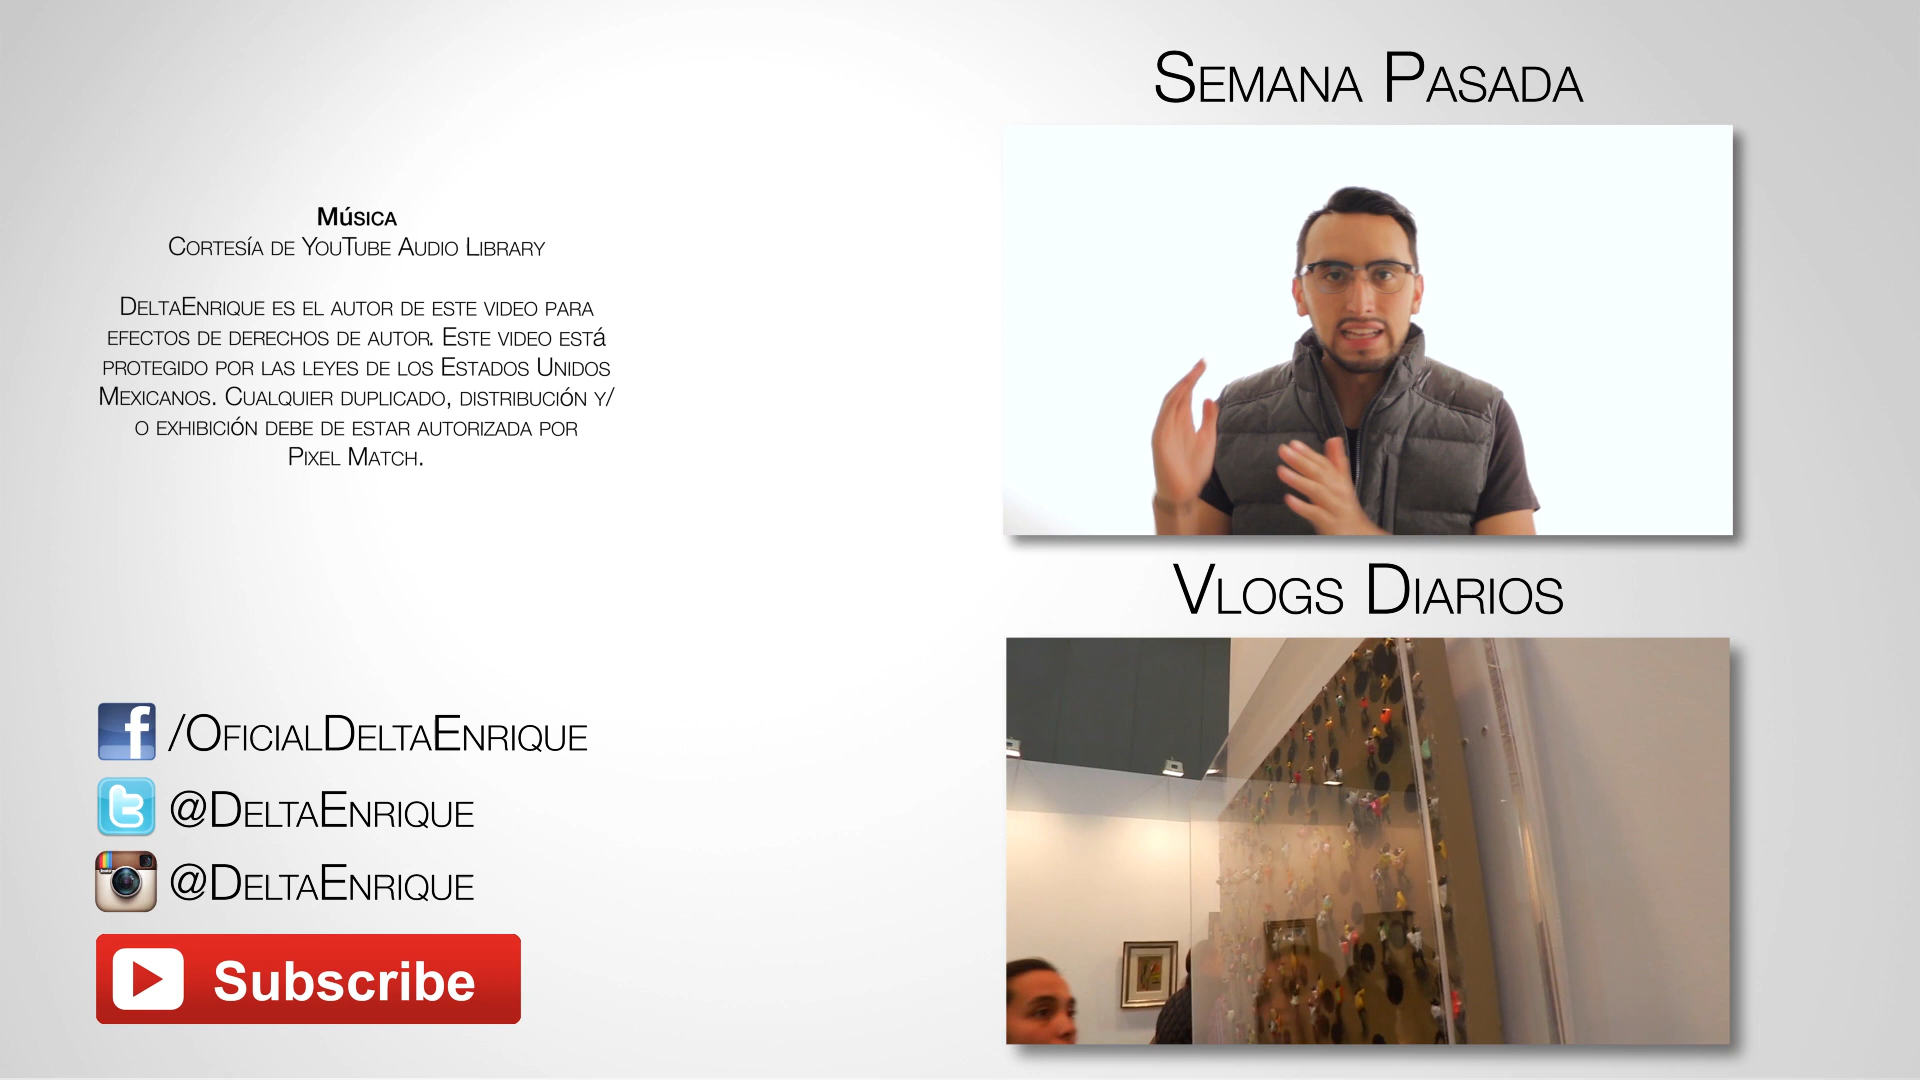 Semana Pasada
Música
Cortesía de YouTube Audio Library
DeltaEnrique es el autor de este video para
efectos de derechos de autor. Este video está
protegido por las leyes de los Estados Unidos
Mexicanos. Cualquier duplicado, distribución y/
o exhibición debe de estar autorizada por
Pixel Match.
Vlogs Diarios
/OficialDeltaEnrique
@DeltaEnrique
@DeltaEnrique
Subscribe